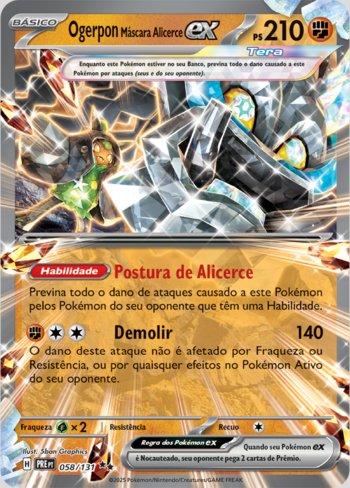 BÁSICO
Ogerpon Máscara Alicerce ex PS 210
Tera
Enquanto este Pokémon estiver no seu Banco, previna todo o dano causado a este
Pokémon por ataques (seus e do seu oponente).
Habilidade Postura de Alicerce
Previna todo o dano de ataques causado a este Pokémon
pelos Pokémon do seu oponente que têm uma Habilidade.
Demolir 140
O dano deste ataque não é afetado por Fraqueza ou
Resistência, ou por quaisquer efeitos no Pokémon Ativo
do seu oponente.
Fraqueza ×2 Resistência Recuo
Illust. 5ban Graphics
H PRE PT 058/131 ★★
Regra dos Pokémon ex
Quando seu Pokémon ex
é Nocauteado, seu oponente pega 2 cartas de Prêmio.
©2025 Pokémon/Nintendo/Creatures/GAME FREAK.